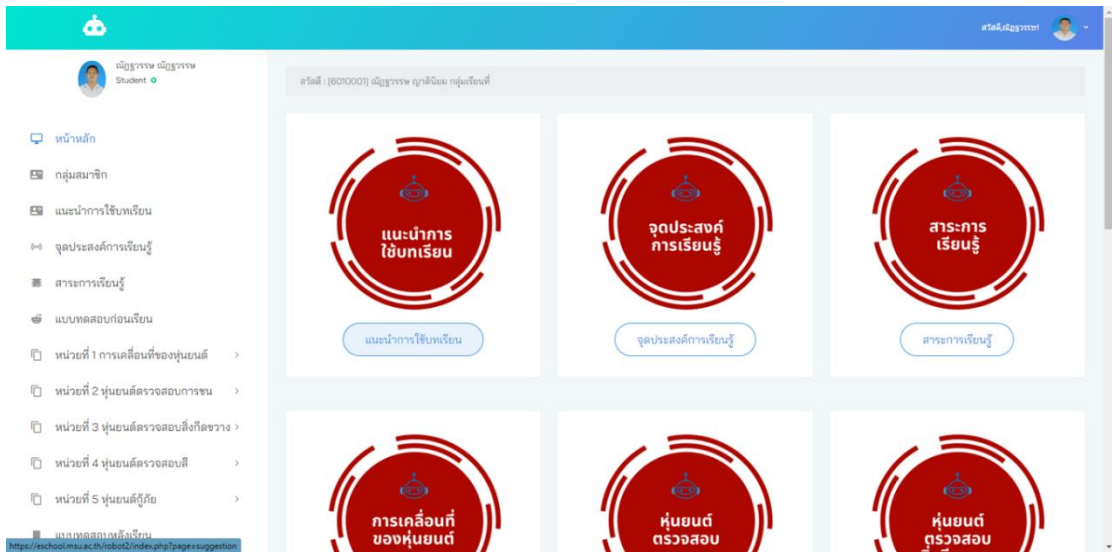 สวัสดี,ณัฎฐวรรษ!
ณัฎฐวรรษ ณัฎฐวรรษ
Student
สวัสดี : (6010001) ณัฎฐวรรษ ญาตินิยม กลุ่มเรียนที่
หน้าหลัก
กลุ่มสมาชิก
แนะนำการใช้บทเรียน
จุดประสงค์การเรียนรู้
สาระการเรียนรู้
แบบทดสอบก่อนเรียน
หน่วยที่ 1 การเคลื่อนที่ของหุ่นยนต์
หน่วยที่ 2 หุ่นยนต์ตรวจสอบการชน
หน่วยที่ 3 หุ่นยนต์ตรวจสอบสิ่งกีดขวาง
หน่วยที่ 4 หุ่นยนต์ตรวจสอบสี
หน่วยที่ 5 หุ่นยนต์กู้ภัย
แบบทดสอบหลังเรียน
https://eschool.msu.ac.th/robot2/index.php?page=suggestion
แนะนำการ
ใช้บทเรียน
แนะนำการใช้บทเรียน
จุดประสงค์
การเรียนรู้
จุดประสงค์การเรียนรู้
สาระการ
เรียนรู้
สาระการเรียนรู้
การเคลื่อนที่
ของหุ่นยนต์
หุ่นยนต์
ตรวจสอบ
หุ่นยนต์
ตรวจสอบ